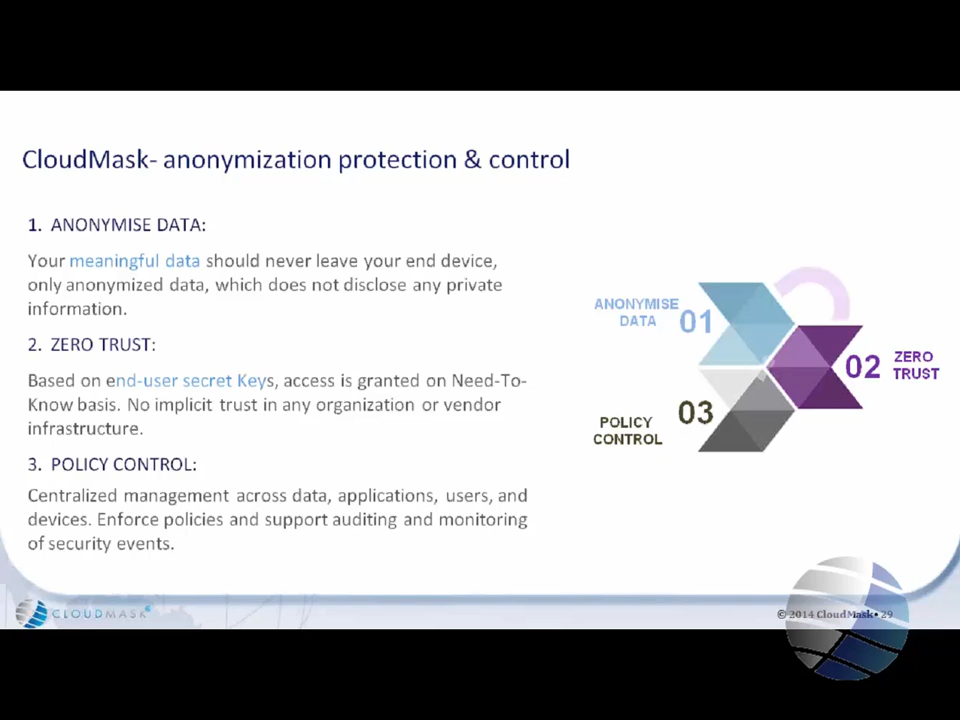 CloudMask- anonymization protection & control
1. ANONYMISE DATA:
Your meaningful data should never leave your end device,
only anonymized data, which does not disclose any private
information.
2. ZERO TRUST:
Based on end-user secret Keys, access is granted on Need-To-
Know basis. No implicit trust in any organization or vendor
infrastructure.
3. POLICY CONTROL:
Centralized management across data, applications, users, and
devices. Enforce policies and support auditing and monitoring
of security events.
ANONYMISE
DATA
01
02
ZERO
TRUST
03
POLICY
CONTROL
CLOUDMASK
© 2014 CloudMask• 29